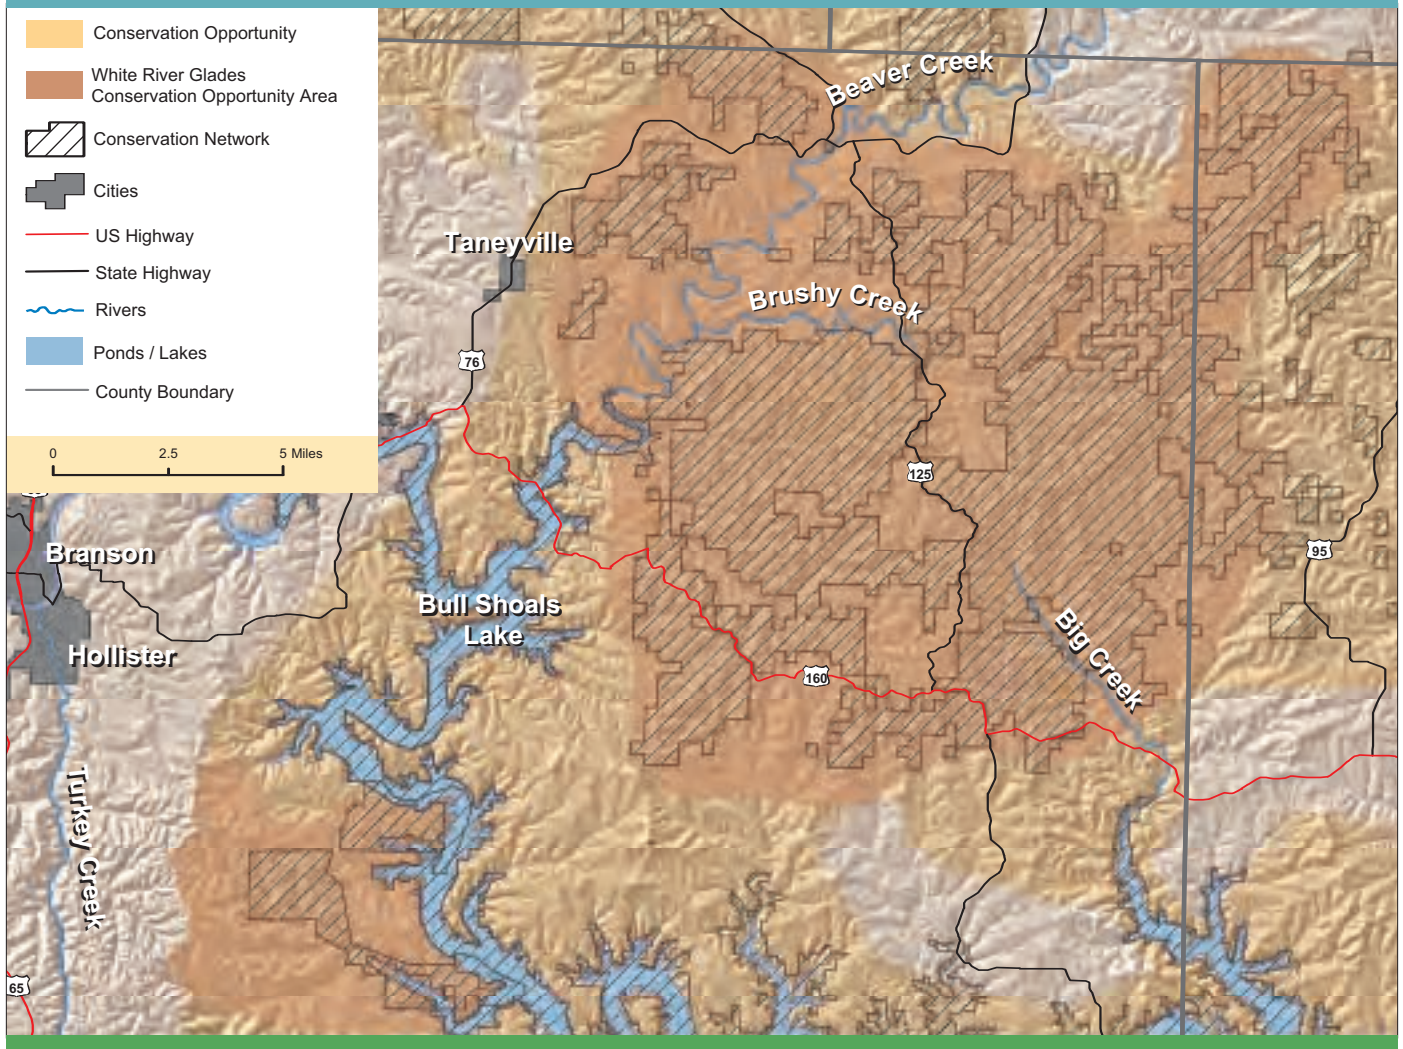 Conservation Opportunity
White River Glades
Conservation Opportunity Area
Conservation Network
Cities
US Highway
State Highway
Rivers
Ponds / Lakes
County Boundary
0 2.5 5 Miles
Beaver Creek
Taneyville
Brushy Creek
76
125
95
Branson
Bull Shoals
Lake
Hollister
Big Creek
160
Turkey Creek
65